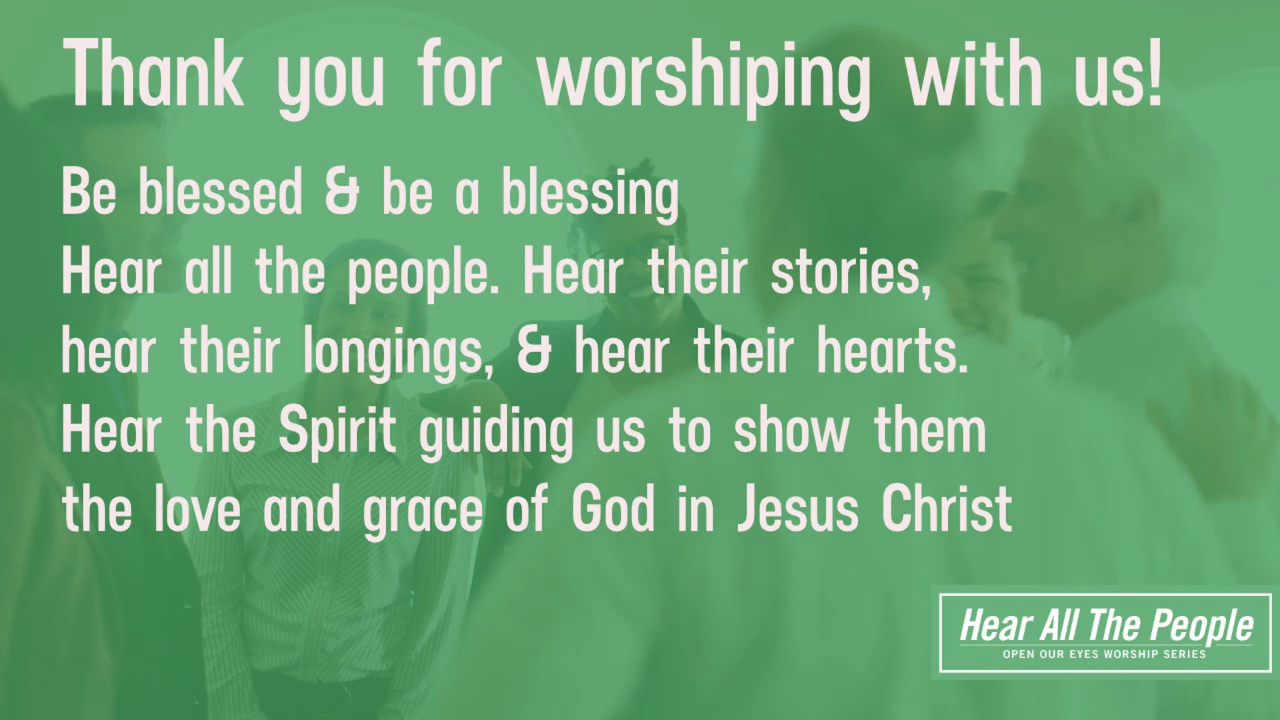 Thank you for worshiping with us!
Be blessed & be a blessing
Hear all the people. Hear their stories,
hear their longings, & hear their hearts.
Hear the Spirit guiding us to show them
the love and grace of God in Jesus Christ
Hear All The People
OPEN OUR EYES WORSHIP SERIES